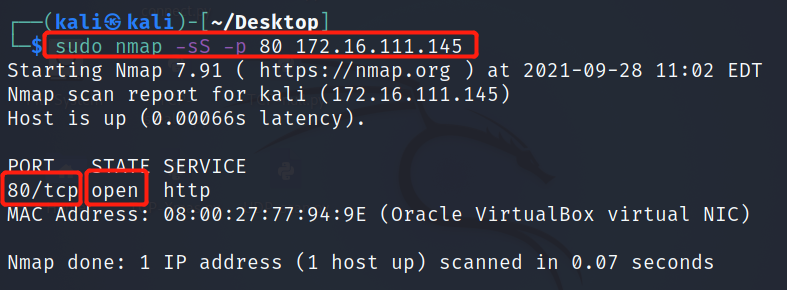 ┌──(kali㉿kali)-[~/Desktop]
└─$ sudo nmap -sS -p 80 172.16.111.145
Starting Nmap 7.91 ( https://nmap.org ) at 2021-09-28 11:02 EDT
Nmap scan report for kali (172.16.111.145)
Host is up (0.00066s latency).
PORT   STATE SERVICE
80/tcp open  http
MAC Address: 08:00:27:77:94:9E (Oracle VirtualBox virtual NIC)
Nmap done: 1 IP address (1 host up) scanned in 0.07 seconds